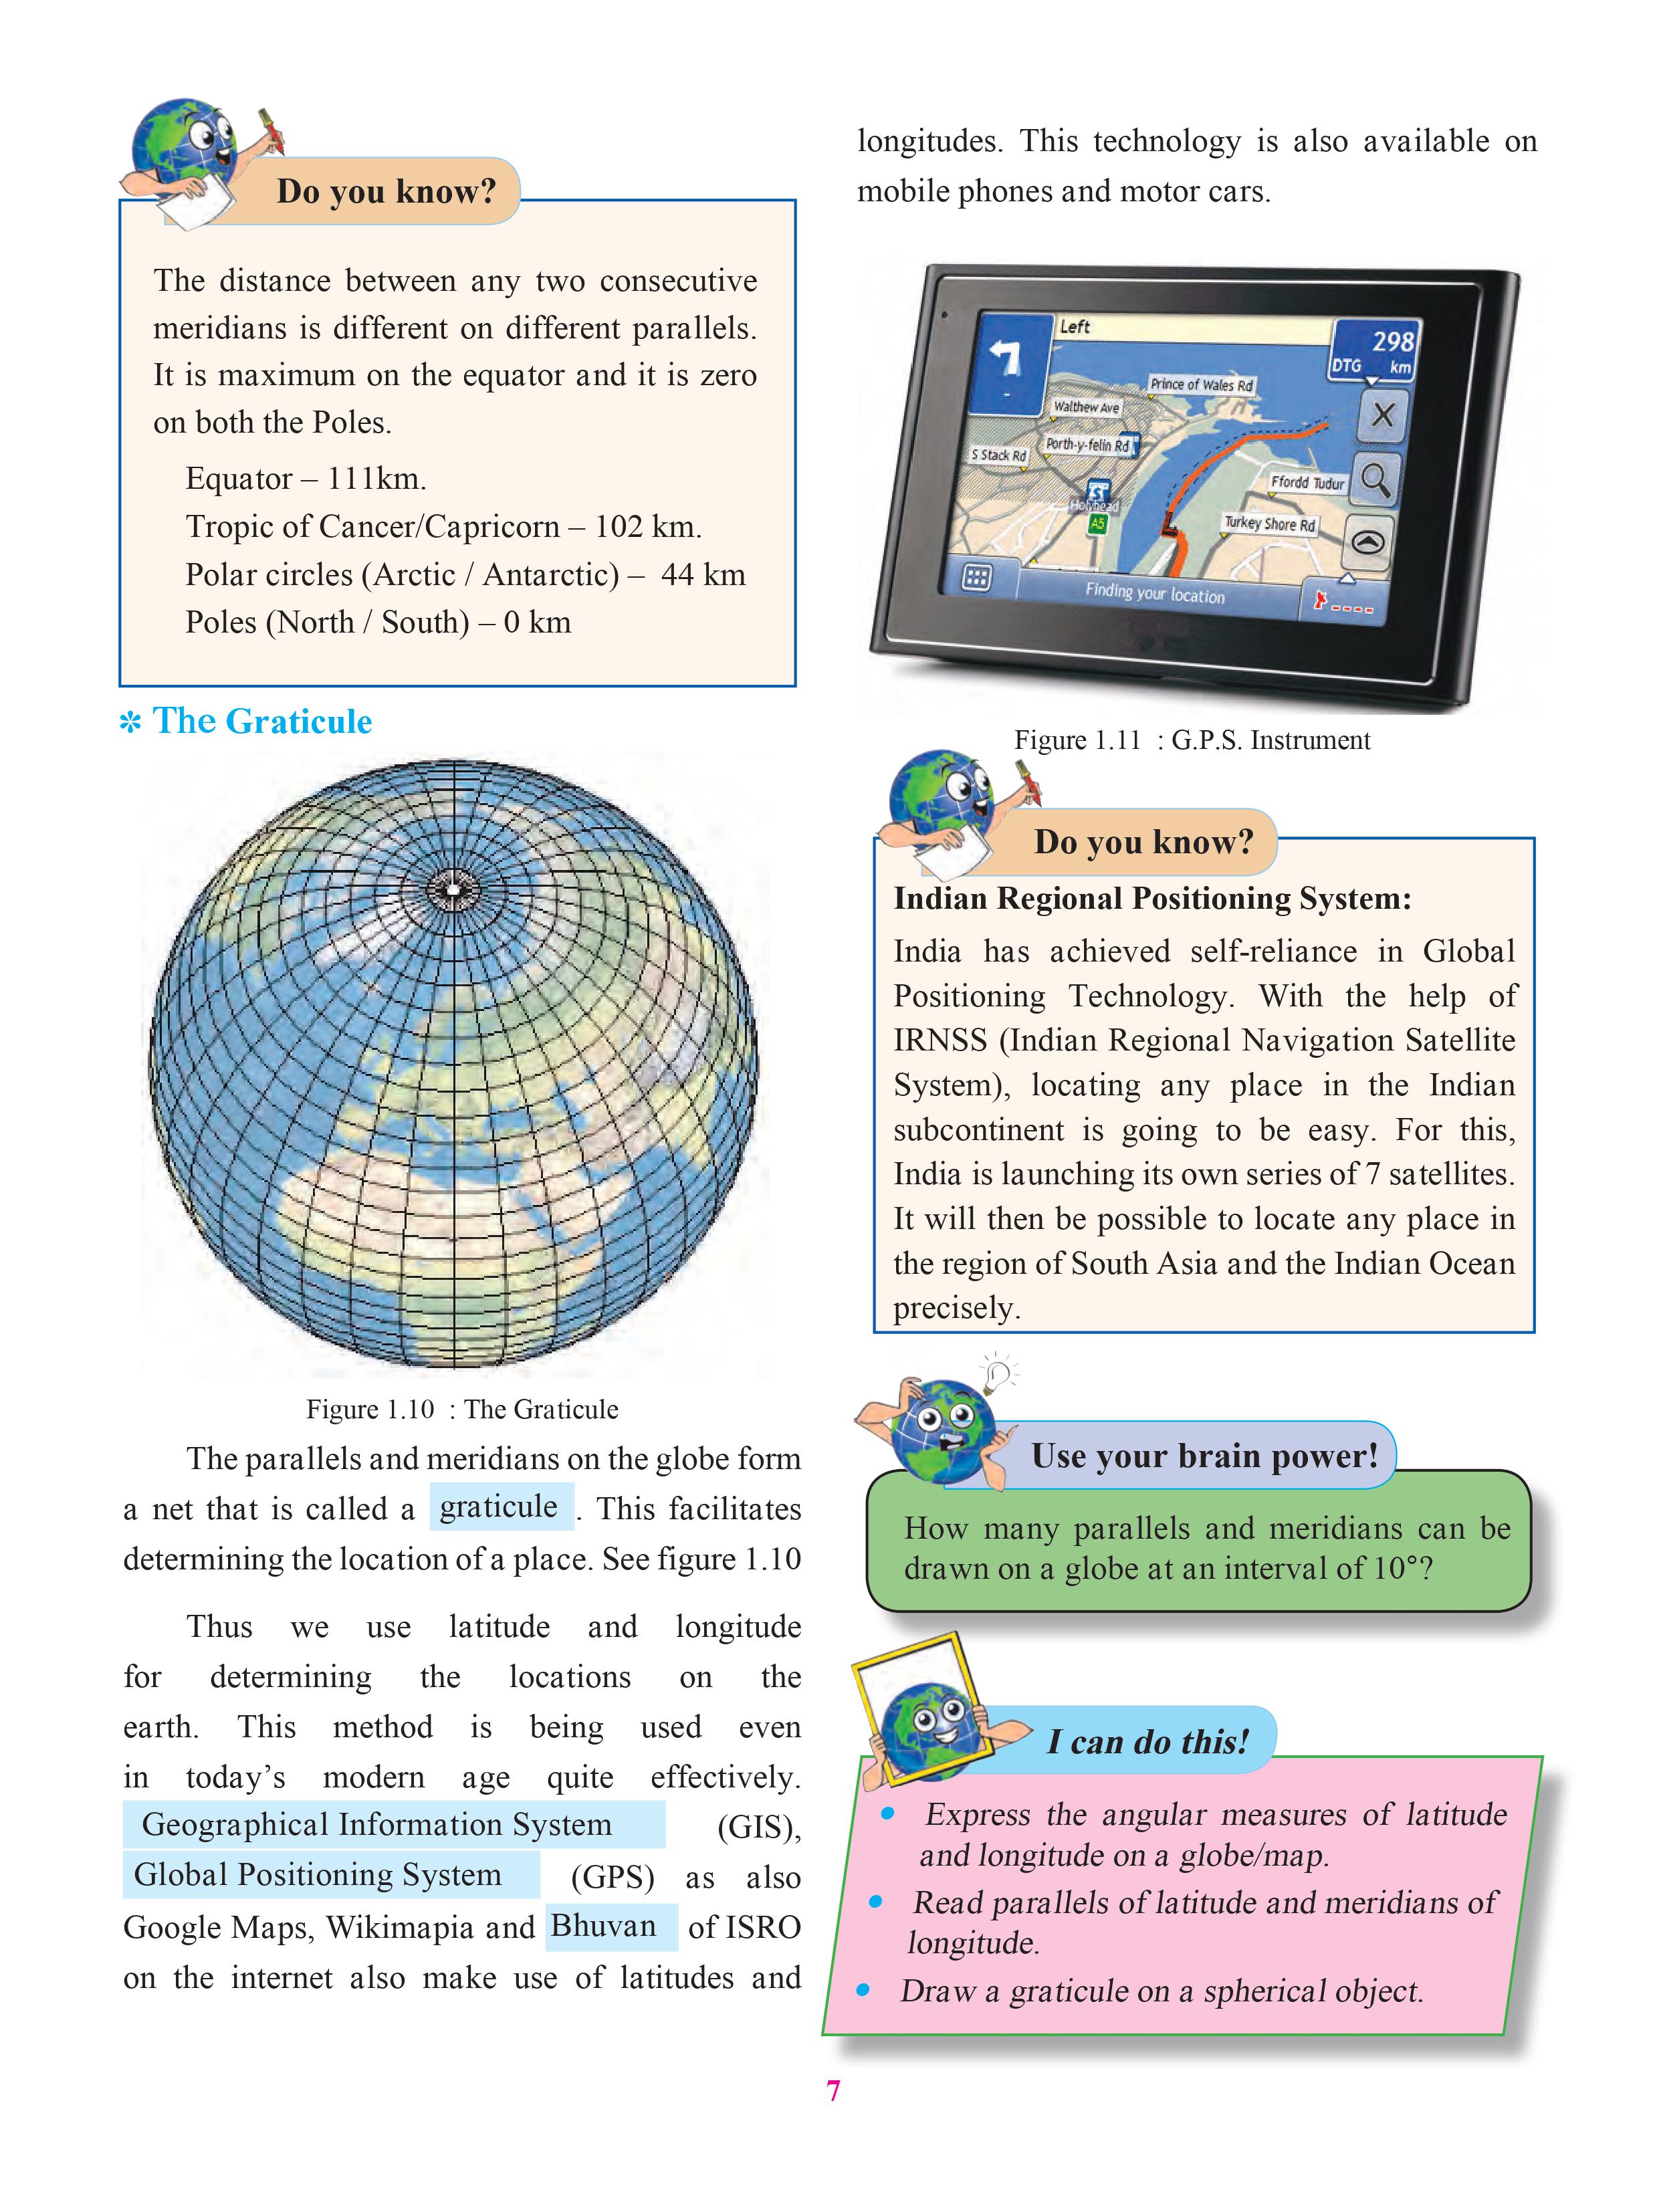 Do you know?
The distance between any two consecutive
meridians is different on different parallels.
It is maximum on the equator and it is zero
on both the Poles.
Equator – 111km.
Tropic of Cancer/Capricorn – 102 km.
Polar circles (Arctic / Antarctic) – 44 km
Poles (North / South) – 0 km
* The Graticule
Figure 1.10 : The Graticule
The parallels and meridians on the globe form
a net that is called a graticule . This facilitates
determining the location of a place. See figure 1.10
Thus we use latitude and longitude
for determining the locations on the
earth. This method is being used even
in today’s modern age quite effectively.
Geographical Information System (GIS),
Global Positioning System (GPS) as also
Google Maps, Wikimapia and Bhuvan of ISRO
on the internet also make use of latitudes and
longitudes. This technology is also available on
mobile phones and motor cars.
Left
298
DTG km
Prince of Wales Rd
Walthew Ave
Porth-y-felin Rd
S Stack Rd
Ffordd Tudur
Holyhead
A5
Turkey Shore Rd
Finding your location
Figure 1.11 : G.P.S. Instrument
Do you know?
Indian Regional Positioning System:
India has achieved self-reliance in Global
Positioning Technology. With the help of
IRNSS (Indian Regional Navigation Satellite
System), locating any place in the Indian
subcontinent is going to be easy. For this,
India is launching its own series of 7 satellites.
It will then be possible to locate any place in
the region of South Asia and the Indian Ocean
precisely.
Use your brain power!
How many parallels and meridians can be
drawn on a globe at an interval of 10°?
I can do this!
• Express the angular measures of latitude
and longitude on a globe/map.
• Read parallels of latitude and meridians of
longitude.
• Draw a graticule on a spherical object.
7